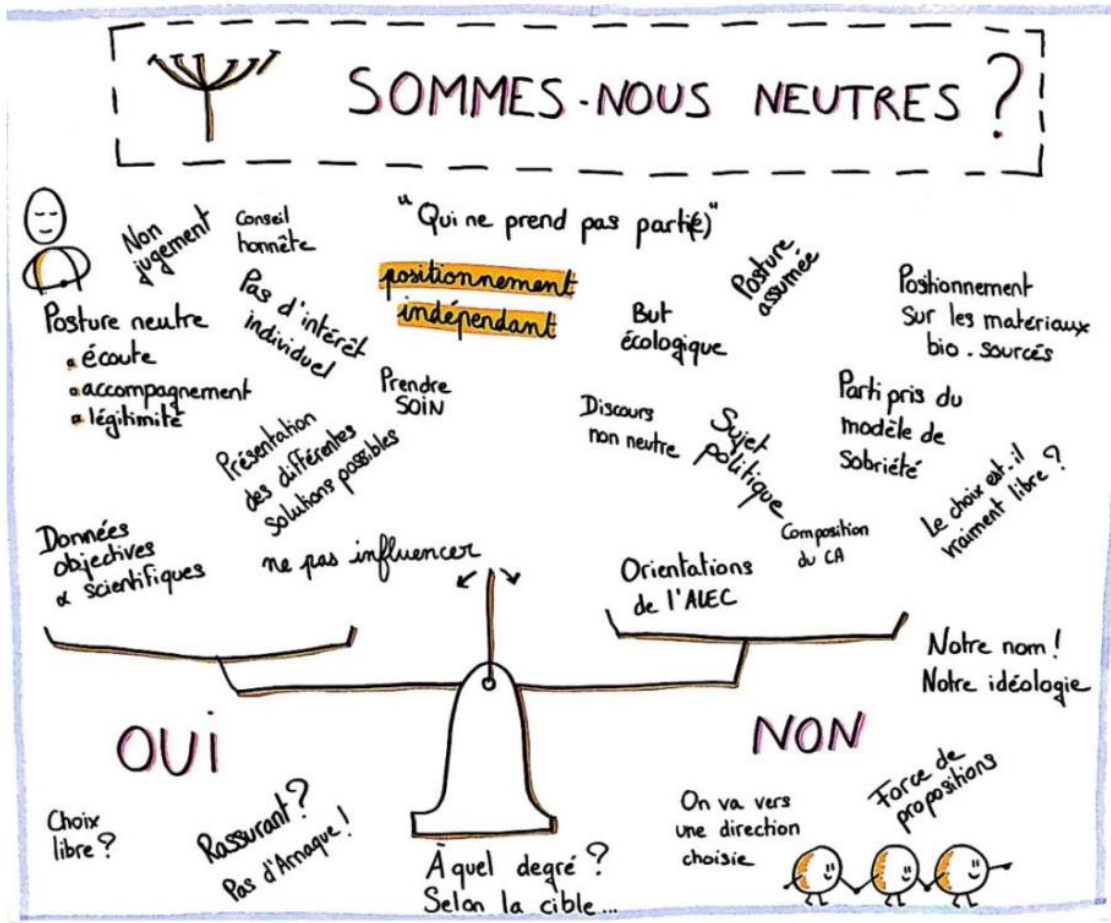 SOMMES-NOUS NEUTRES ?
"Qui ne prend pas parti(e)"
positionnement
indépendant
Non
jugement
Conseil
honnête
Posture neutre
écoute
accompagnement
légitimité
Pas d'intérêt
individuel
Prendre
SOIN
Présentation
des différentes
solutions possibles
Données
objectives
& scientifiques
ne pas influencer
Posture
assumée
But
écologique
Positionnement
sur les matériaux
bio-sourcés
Discours
non neutre
Sujet
politique
Parti pris du
modèle de
Sobriété
Le choix est-il
vraiment libre ?
Composition
du CA
Orientations
de l'ALEC
Notre nom !
Notre idéologie
OUI
NON
Choix
libre ?
Rassurant ?
Pas d'Arnaque !
À quel degré ?
Selon la cible...
On va vers
une direction
choisie
Force de
propositions